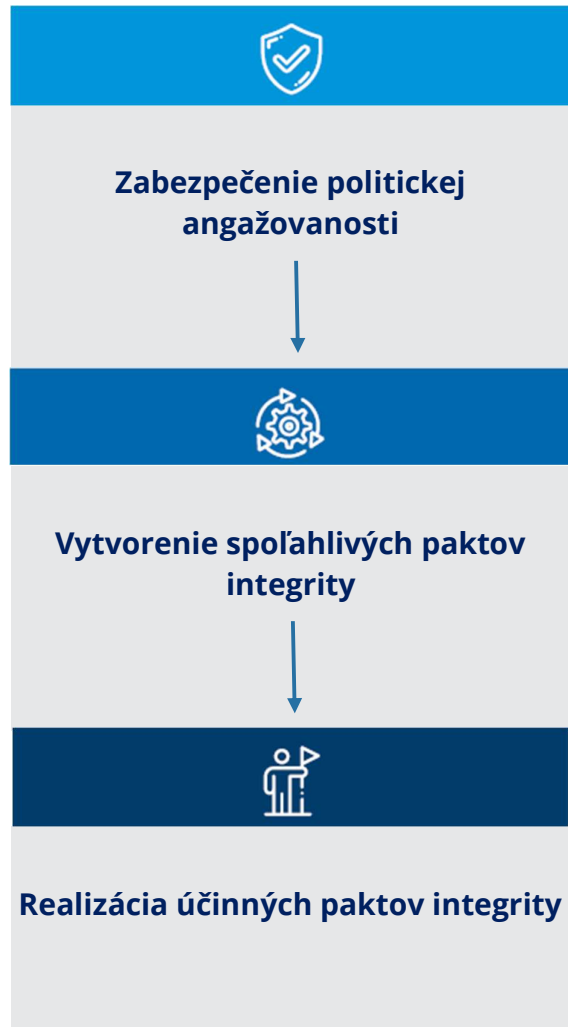 Zabezpečenie politickej
angažovanosti
Vytvorenie spoľahlivých paktov
integrity
Realizácia účinných paktov integrity